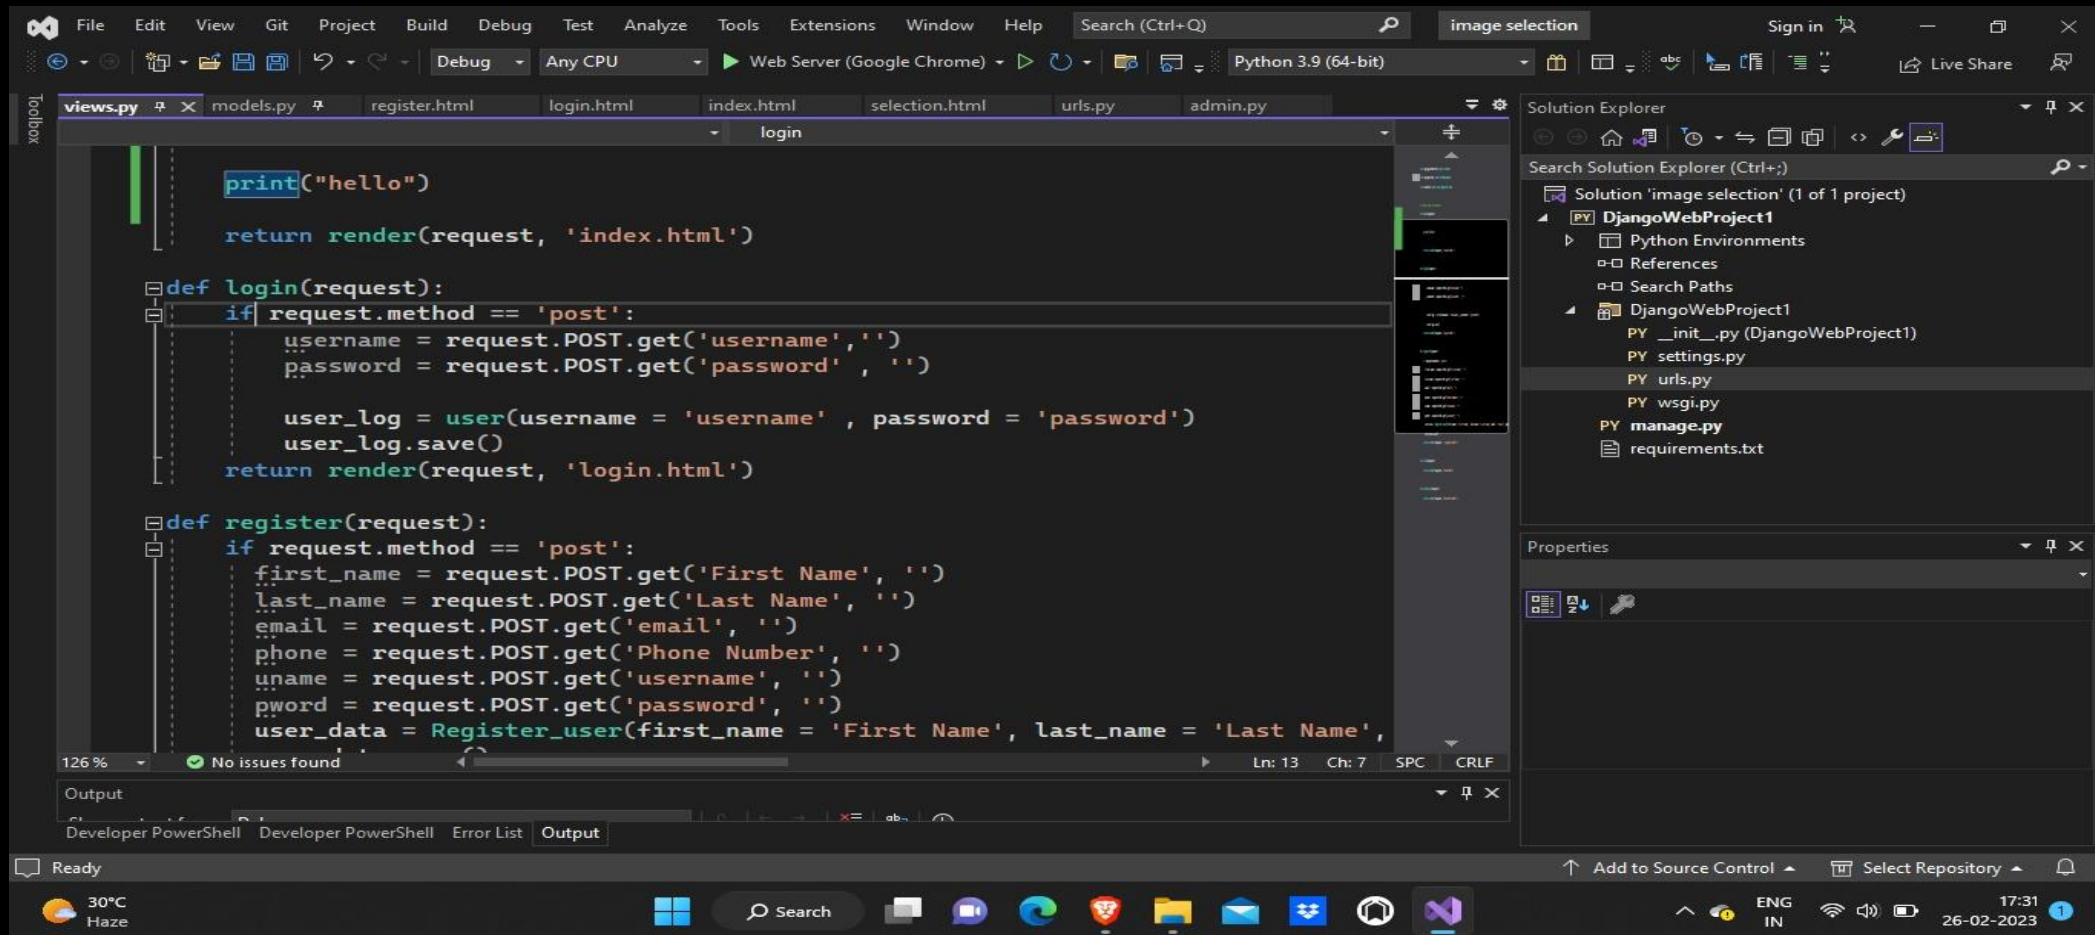 File Edit View Git Project Build Debug Test Analyze Tools Extensions Window Help Search (Ctrl+Q) image selection Sign in
Debug Any CPU Web Server (Google Chrome) Python 3.9 (64-bit) Live Share
Toolbox
views.py models.py register.html login.html index.html selection.html urls.py admin.py
login
print("hello")
return render(request, 'index.html')
def login(request):
if request.method == 'post':
username = request.POST.get('username','')
password = request.POST.get('password' , '')
user_log = user(username = 'username' , password = 'password')
user_log.save()
return render(request, 'login.html')
def register(request):
if request.method == 'post':
first_name = request.POST.get('First Name', '')
last_name = request.POST.get('Last Name', '')
email = request.POST.get('email', '')
phone = request.POST.get('Phone Number', '')
uname = request.POST.get('username', '')
pword = request.POST.get('password', '')
user_data = Register_user(first_name = 'First Name', last_name = 'Last Name',
126 % No issues found Ln: 13 Ch: 7 SPC CRLF
Output
Developer PowerShell Developer PowerShell Error List Output
Solution Explorer
Search Solution Explorer (Ctrl+;)
Solution 'image selection' (1 of 1 project)
PY DjangoWebProject1
Python Environments
References
Search Paths
DjangoWebProject1
PY __init__.py (DjangoWebProject1)
PY settings.py
PY urls.py
PY wsgi.py
PY manage.py
requirements.txt
Properties
Ready Add to Source Control Select Repository
30°C
Haze
Search
ENG
IN
17:31
26-02-2023
1